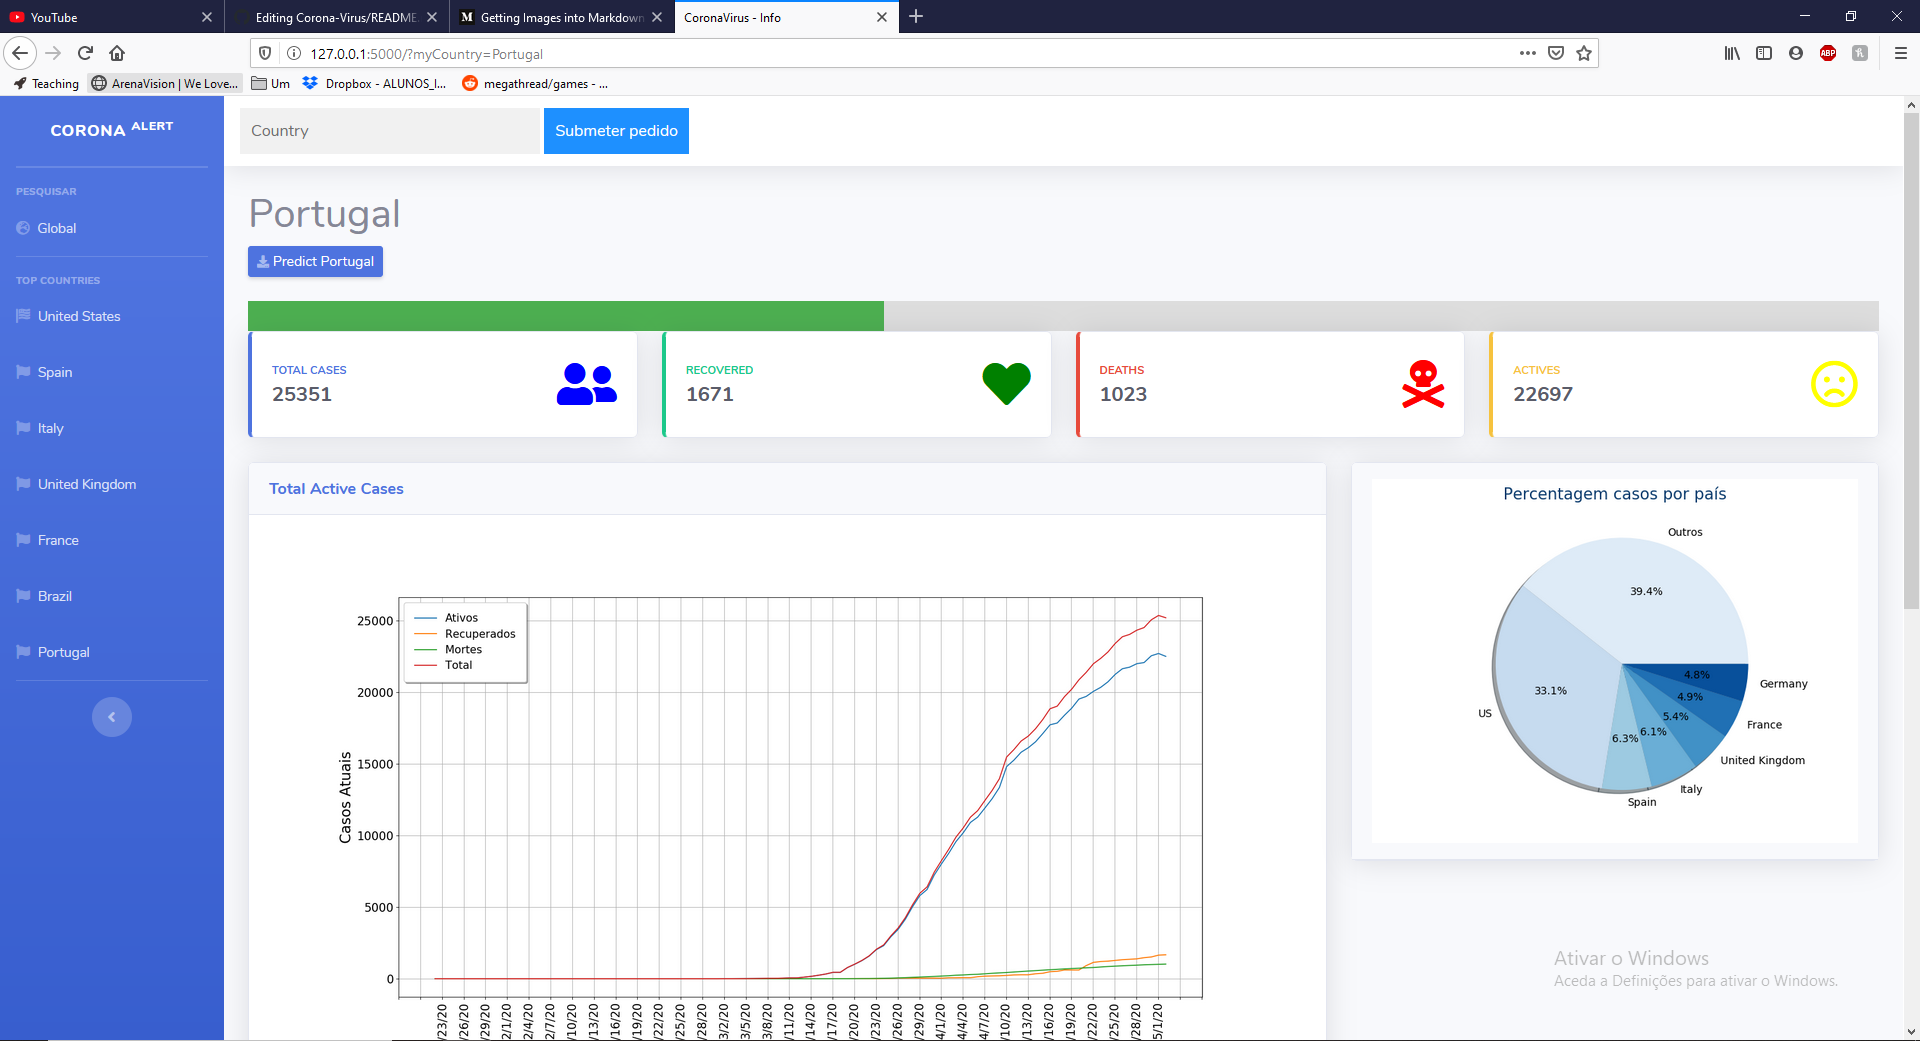 YouTube
Editing Corona-Virus/README.
Getting Images into Markdown
CoronaVirus - Info
127.0.0.1:5000/?myCountry=Portugal
Teaching
ArenaVision | We Love...
Um
Dropbox - ALUNOS_I...
megathread/games - ...
ABP
CORONA ALERT
Country
Submeter pedido
PESQUISAR
Global
TOP COUNTRIES
United States
Spain
Italy
United Kingdom
France
Brazil
Portugal
Portugal
Predict Portugal
TOTAL CASES
25351
RECOVERED
1671
DEATHS
1023
ACTIVES
22697
Total Active Cases
Ativos
Recuperados
Mortes
Total
25000
20000
15000
10000
5000
0
Casos Atuais
/23/20
/26/20
/29/20
2/1/20
2/4/20
2/7/20
/10/20
/13/20
/16/20
/19/20
/22/20
/25/20
/28/20
3/2/20
3/5/20
3/8/20
/11/20
/14/20
/17/20
/20/20
/23/20
/26/20
/29/20
4/1/20
4/4/20
4/7/20
/10/20
/13/20
/16/20
/19/20
/22/20
/25/20
/28/20
5/1/20
Percentagem casos por país
Outros
39.4%
33.1%
US
6.3%
Spain
6.1%
Italy
5.4%
United Kingdom
4.9%
France
4.8%
Germany
Ativar o Windows
Aceda a Definições para ativar o Windows.